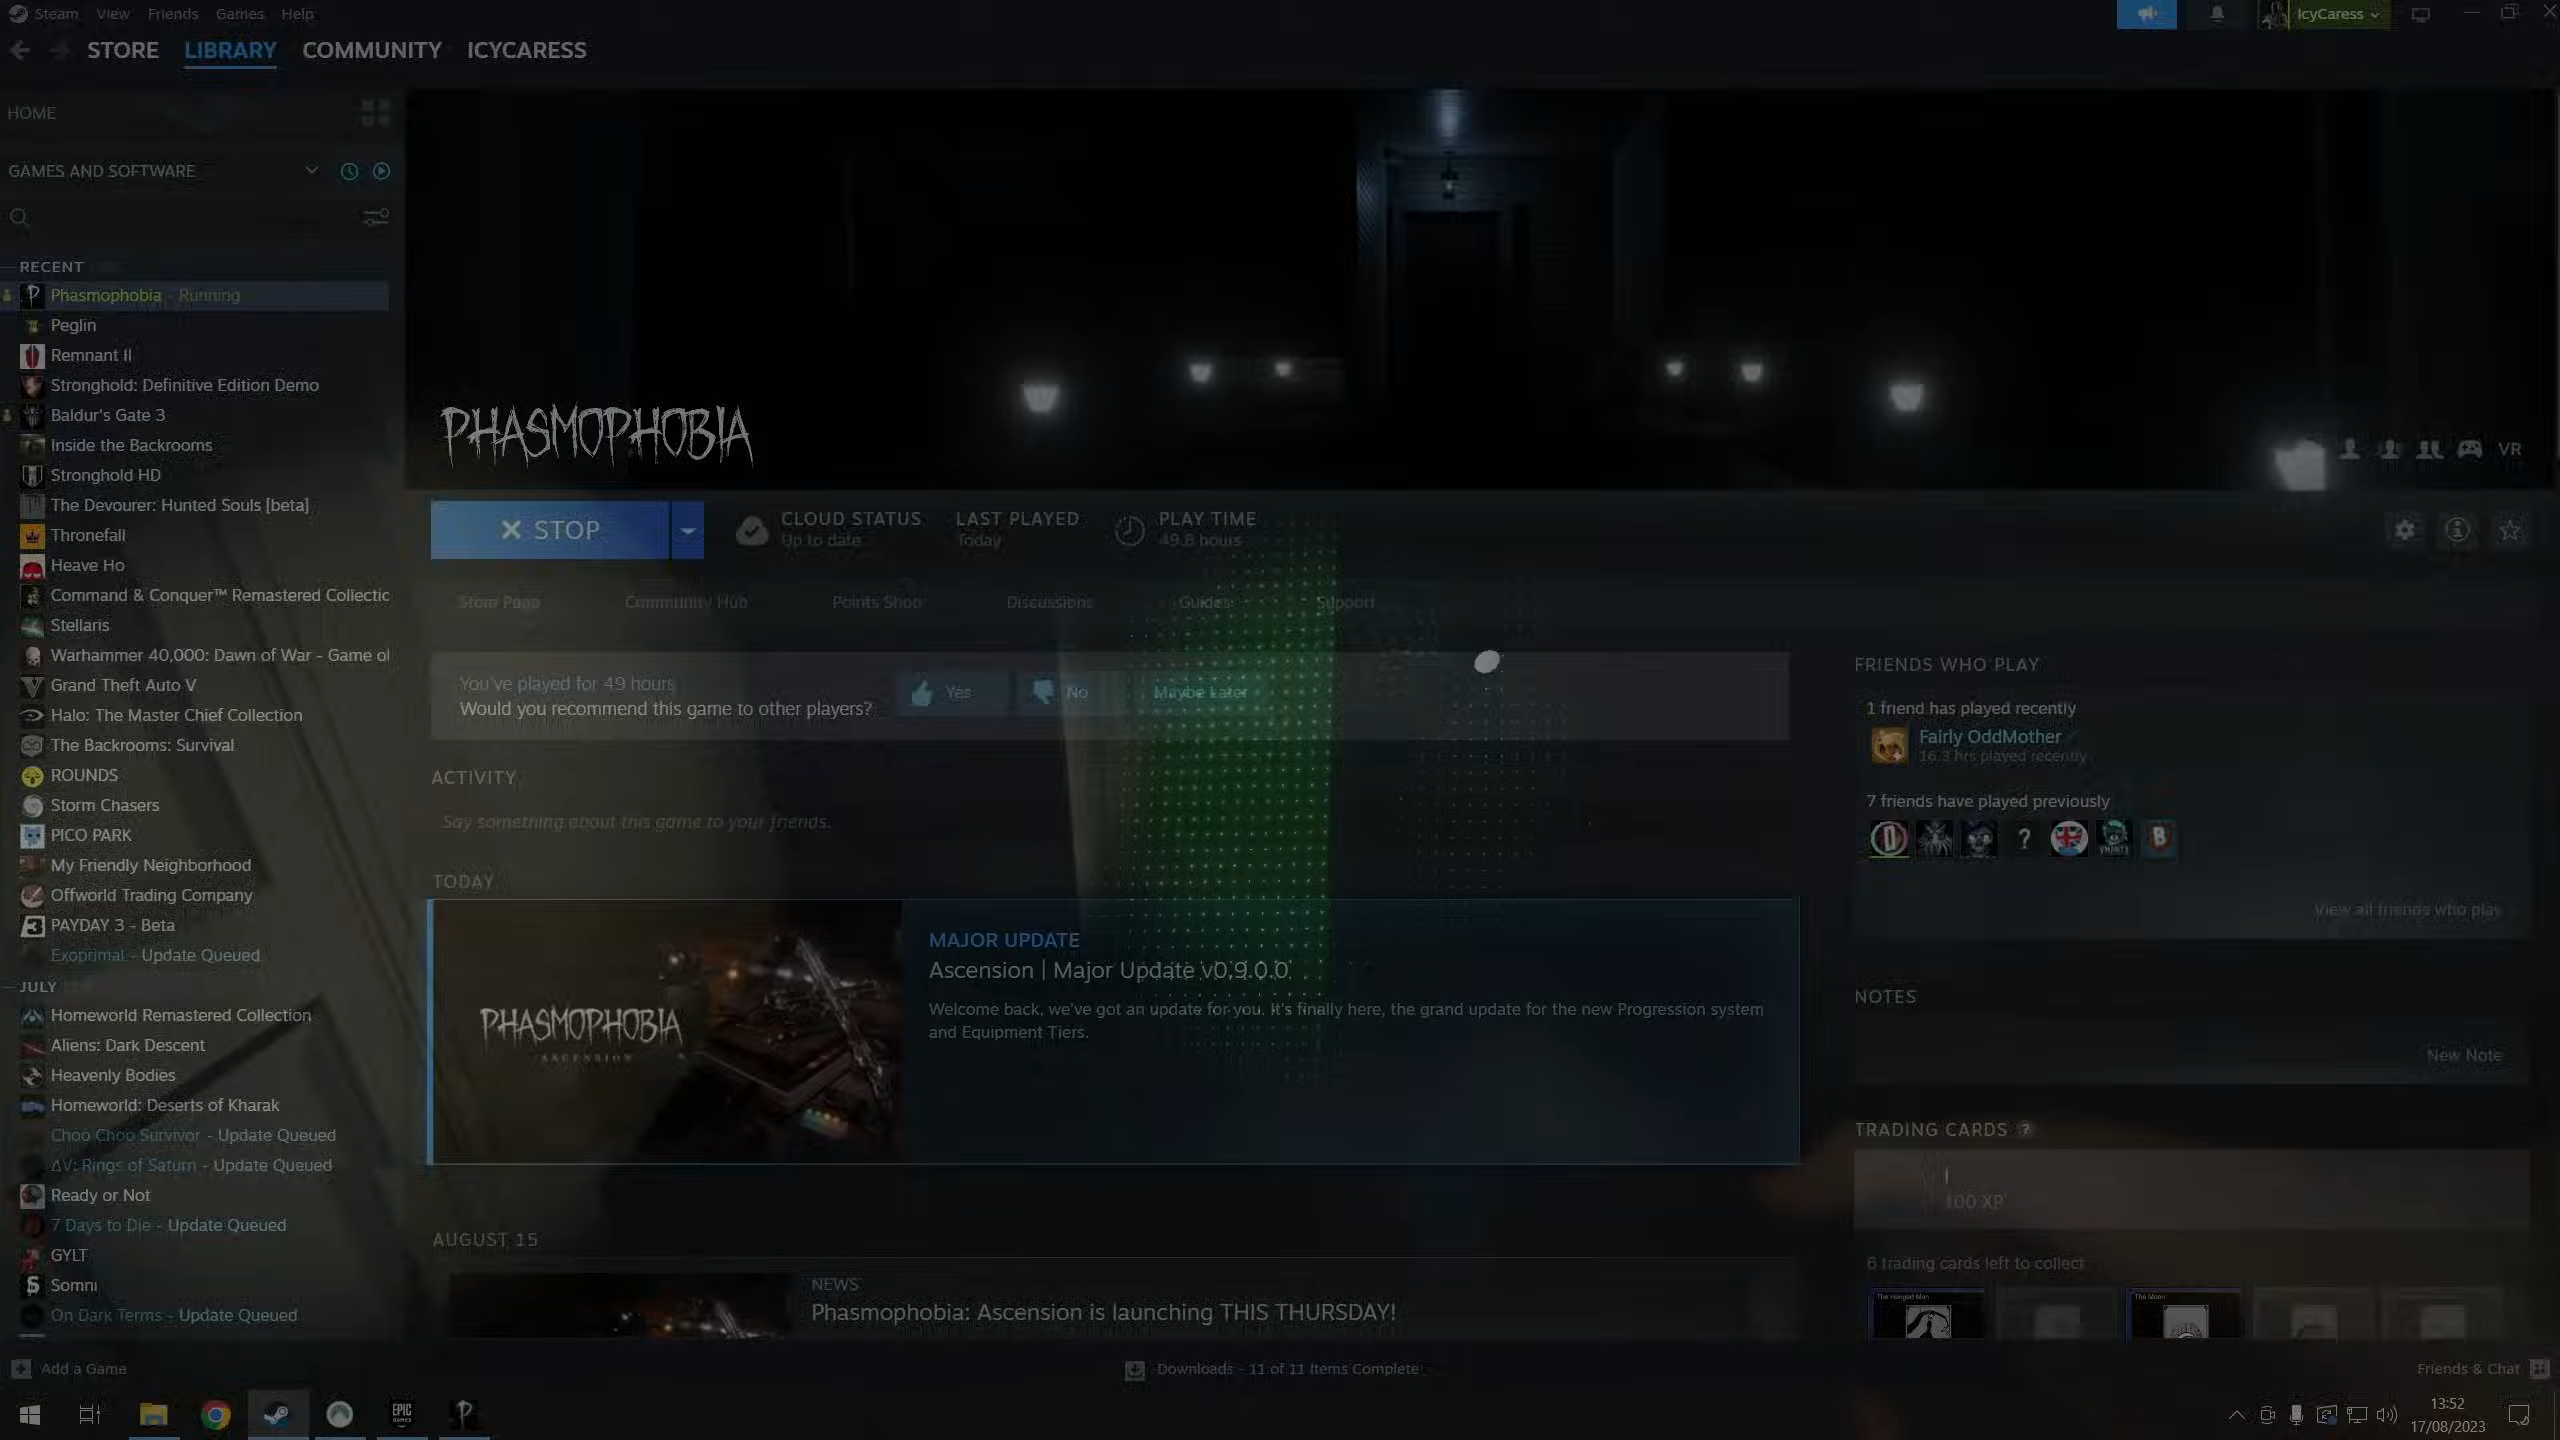 Steam View Friends Games Help
IcyCaress
STORE LIBRARY COMMUNITY ICYCARESS
HOME
GAMES AND SOFTWARE
RECENT
Phasmophobia - Running
Peglin
Remnant II
Stronghold: Definitive Edition Demo
Baldur's Gate 3
Inside the Backrooms
Stronghold HD
The Devourer: Hunted Souls [beta]
Thronefall
Heave Ho
Command & Conquer™ Remastered Collectic
Stellaris
Warhammer 40,000: Dawn of War - Game of
Grand Theft Auto V
Halo: The Master Chief Collection
The Backrooms: Survival
ROUNDS
Storm Chasers
PICO PARK
My Friendly Neighborhood
Offworld Trading Company
PAYDAY 3 - Beta
Exoprimal - Update Queued
JULY
Homeworld Remastered Collection
Aliens: Dark Descent
Heavenly Bodies
Homeworld: Deserts of Kharak
Choo Choo Survivor - Update Queued
ΔV: Rings of Saturn - Update Queued
Ready or Not
7 Days to Die - Update Queued
GYLT
Somni
On Dark Terms - Update Queued
PHASMOPHOBIA
VR
STOP
CLOUD STATUS
Up to date
LAST PLAYED
Today
PLAY TIME
49.8 hours
Store Page Community Hub Points Shop Discussions Guides Support
You've played for 49 hours
Would you recommend this game to other players?
Yes No Maybe Later
ACTIVITY
Say something about this game to your friends.
TODAY
PHASMOPHOBIA
ASCENSION
MAJOR UPDATE
Ascension | Major Update v0.9.0.0
Welcome back, we've got an update for you. It's finally here, the grand update for the new Progression system
and Equipment Tiers.
AUGUST 15
NEWS
Phasmophobia: Ascension is launching THIS THURSDAY!
FRIENDS WHO PLAY
1 friend has played recently
Fairly OddMother
16.3 hrs played recently
7 friends have played previously
View all friends who play
NOTES
New Note
TRADING CARDS ?
100 XP
6 trading cards left to collect
The Hanged Man
The Moon
Add a Game
Downloads - 11 of 11 Items Complete
Friends & Chat
EPIC
GAMES
13:52
17/08/2023